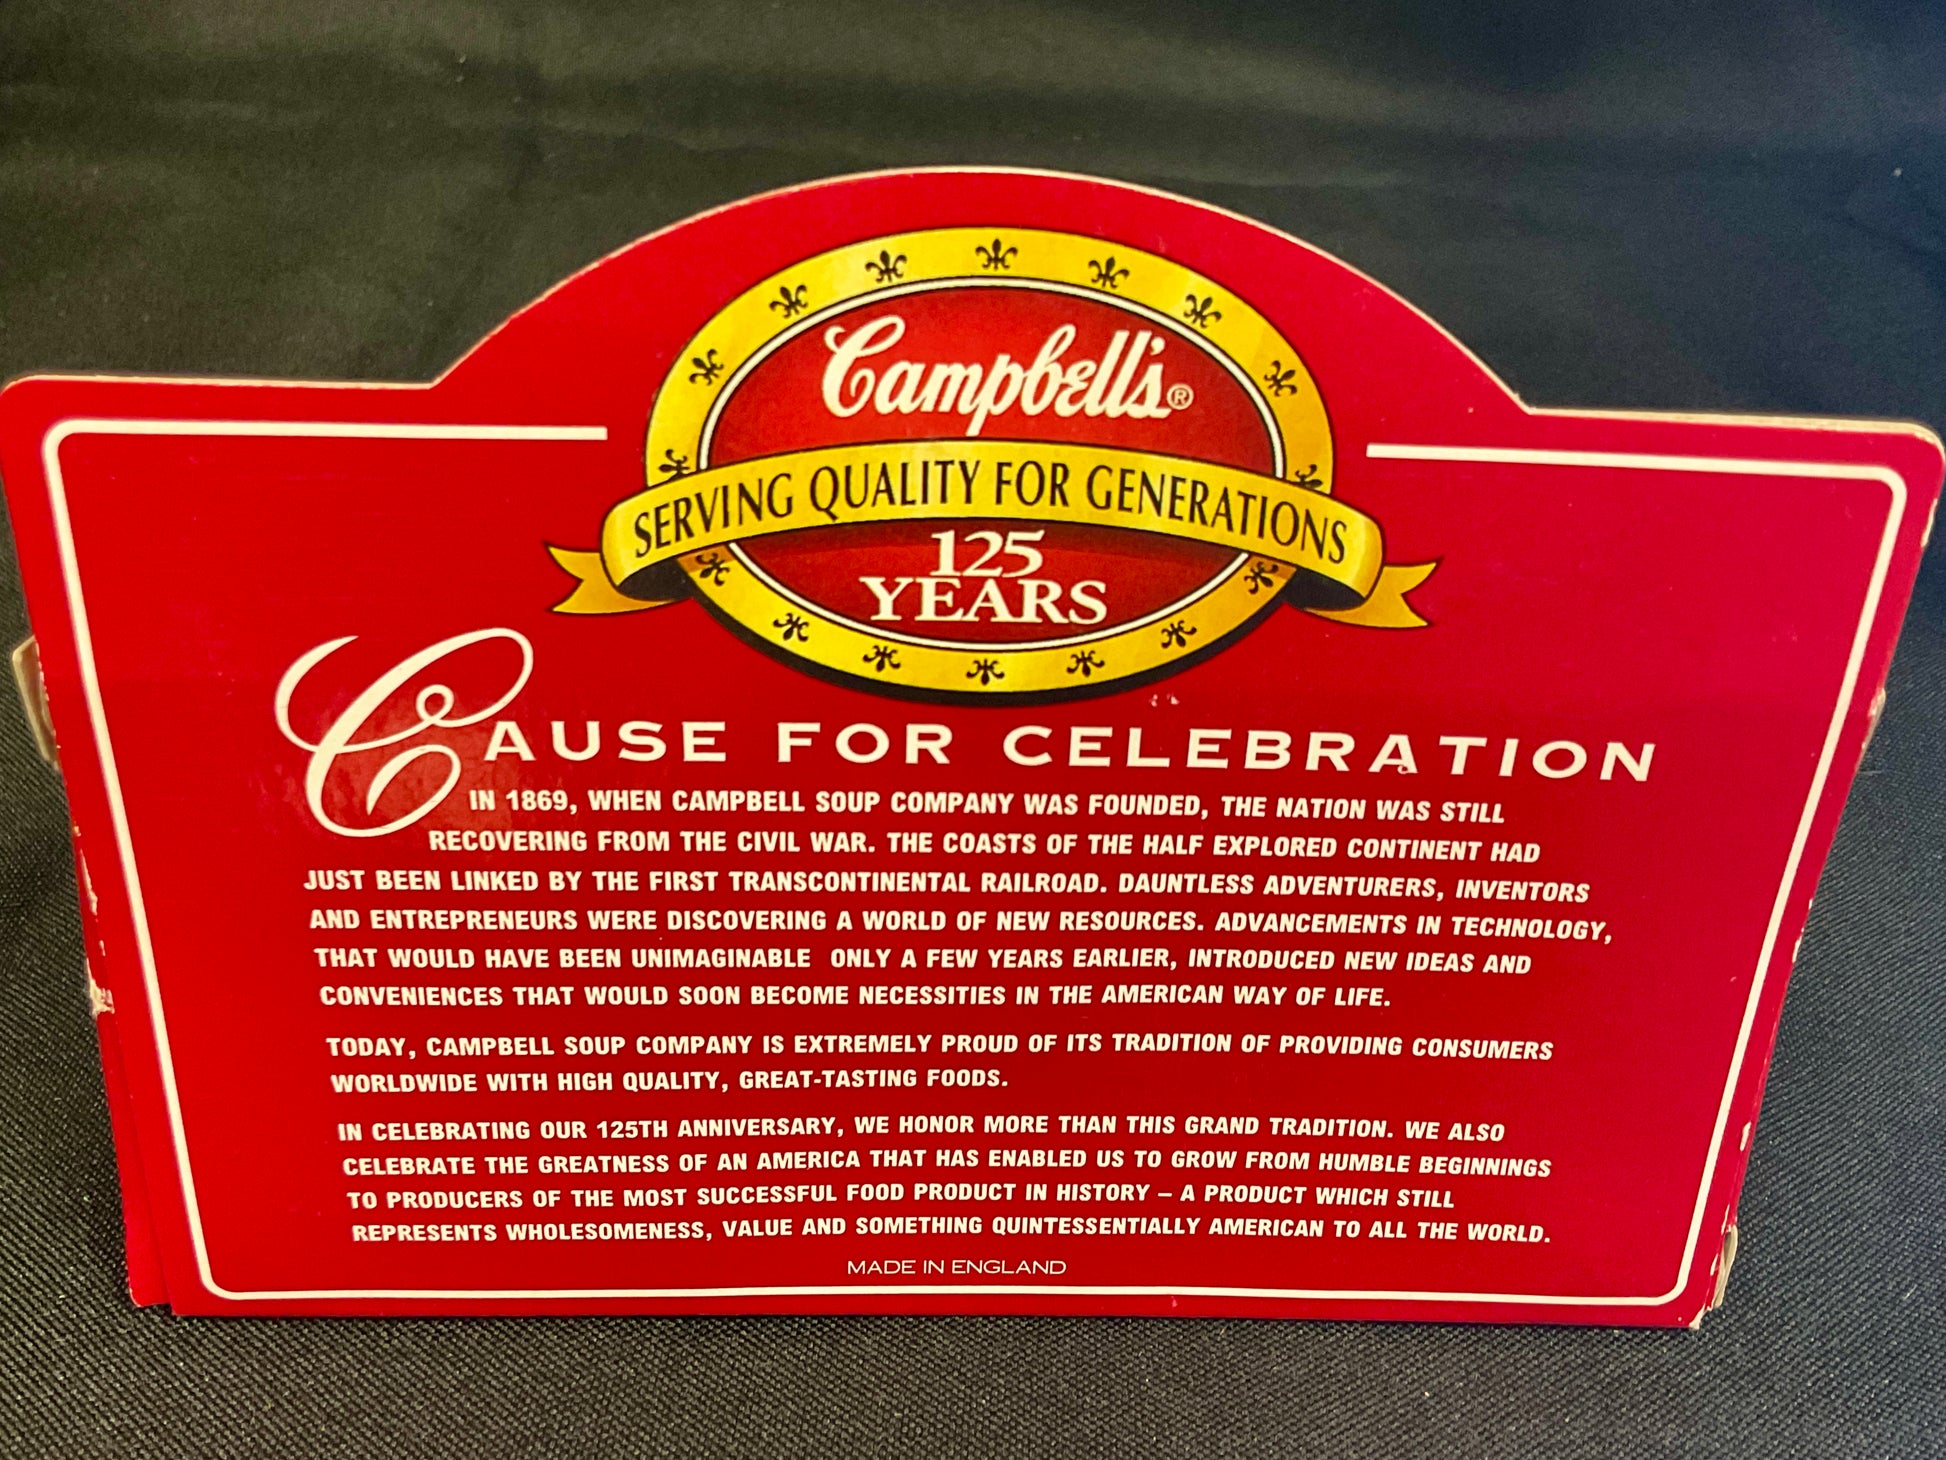 Campbell's®
SERVING QUALITY FOR GENERATIONS
125
YEARS
CAUSE FOR CELEBRATION
IN 1869, WHEN CAMPBELL SOUP COMPANY WAS FOUNDED, THE NATION WAS STILL
RECOVERING FROM THE CIVIL WAR. THE COASTS OF THE HALF EXPLORED CONTINENT HAD
JUST BEEN LINKED BY THE FIRST TRANSCONTINENTAL RAILROAD. DAUNTLESS ADVENTURERS, INVENTORS
AND ENTREPRENEURS WERE DISCOVERING A WORLD OF NEW RESOURCES. ADVANCEMENTS IN TECHNOLOGY,
THAT WOULD HAVE BEEN UNIMAGINABLE ONLY A FEW YEARS EARLIER, INTRODUCED NEW IDEAS AND
CONVENIENCES THAT WOULD SOON BECOME NECESSITIES IN THE AMERICAN WAY OF LIFE.
TODAY, CAMPBELL SOUP COMPANY IS EXTREMELY PROUD OF ITS TRADITION OF PROVIDING CONSUMERS
WORLDWIDE WITH HIGH QUALITY, GREAT-TASTING FOODS.
IN CELEBRATING OUR 125TH ANNIVERSARY, WE HONOR MORE THAN THIS GRAND TRADITION. WE ALSO
CELEBRATE THE GREATNESS OF AN AMERICA THAT HAS ENABLED US TO GROW FROM HUMBLE BEGINNINGS
TO PRODUCERS OF THE MOST SUCCESSFUL FOOD PRODUCT IN HISTORY – A PRODUCT WHICH STILL
REPRESENTS WHOLESOMENESS, VALUE AND SOMETHING QUINTESSENTIALLY AMERICAN TO ALL THE WORLD.
MADE IN ENGLAND